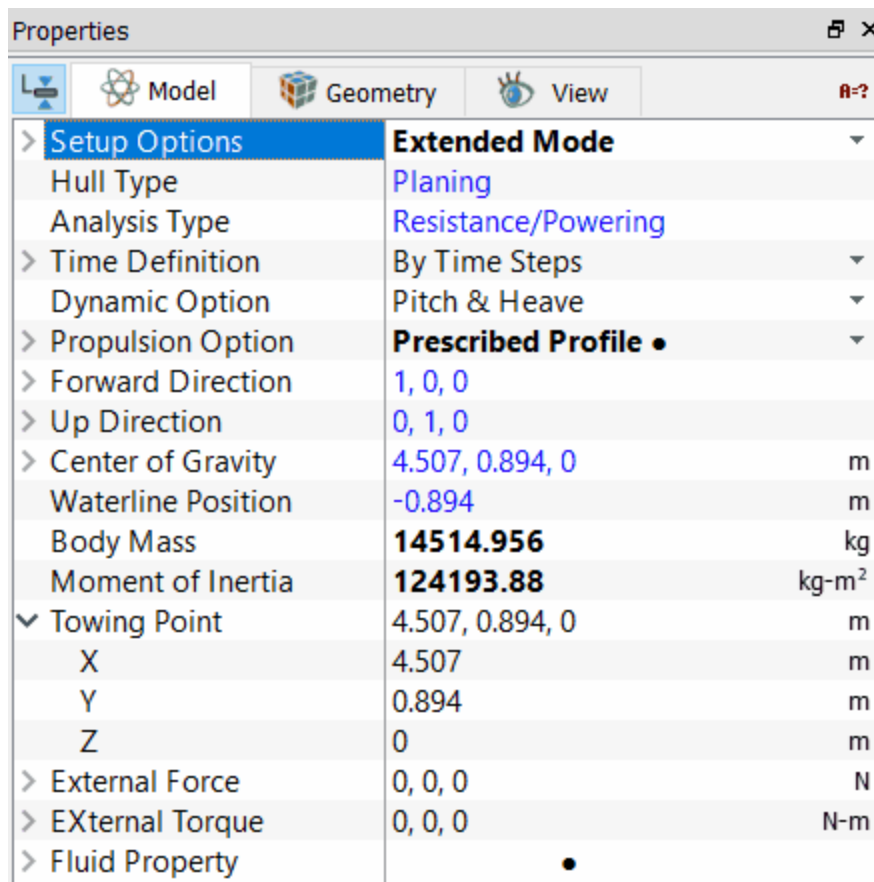 Properties
Model Geometry View A=?
Setup Options Extended Mode
Hull Type Planing
Analysis Type Resistance/Powering
Time Definition By Time Steps
Dynamic Option Pitch & Heave
Propulsion Option Prescribed Profile ●
Forward Direction 1, 0, 0
Up Direction 0, 1, 0
Center of Gravity 4.507, 0.894, 0 m
Waterline Position -0.894 m
Body Mass 14514.956 kg
Moment of Inertia 124193.88 kg-m²
Towing Point 4.507, 0.894, 0 m
X 4.507 m
Y 0.894 m
Z 0 m
External Force 0, 0, 0 N
EXternal Torque 0, 0, 0 N-m
Fluid Property ●